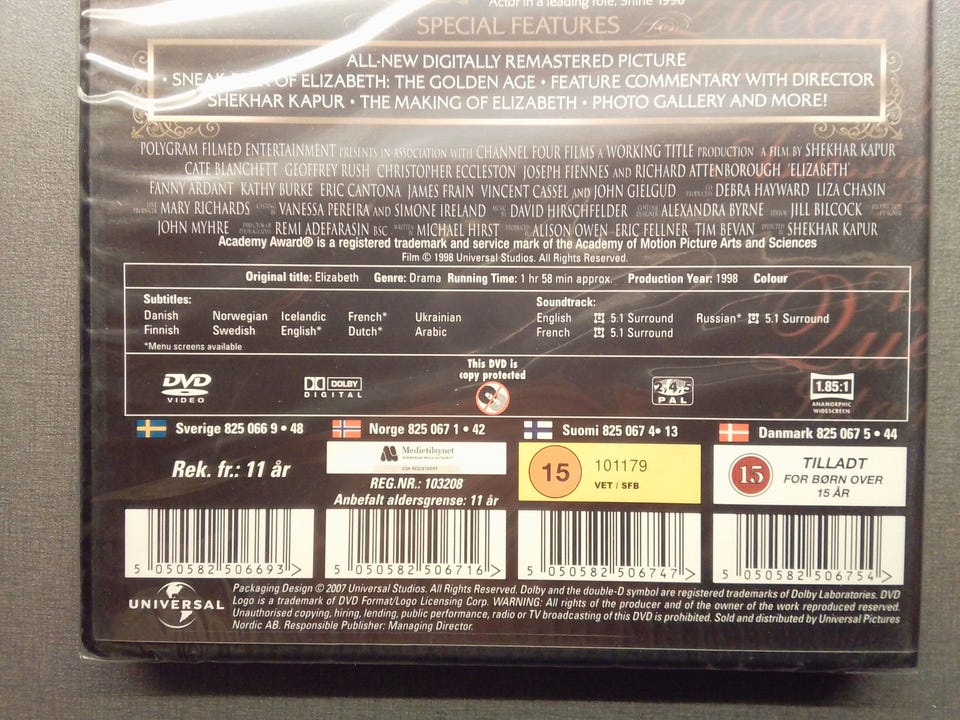 Actor in a leading role, Shine 1996
SPECIAL FEATURES
ALL-NEW DIGITALLY REMASTERED PICTURE
• SNEAK PEEK OF ELIZABETH: THE GOLDEN AGE • FEATURE COMMENTARY WITH DIRECTOR
SHEKHAR KAPUR • THE MAKING OF ELIZABETH • PHOTO GALLERY AND MORE!
POLYGRAM FILMED ENTERTAINMENT PRESENTS IN ASSOCIATION WITH CHANNEL FOUR FILMS A WORKING TITLE PRODUCTION A FILM BY SHEKHAR KAPUR
CATE BLANCHETT GEOFFREY RUSH CHRISTOPHER ECCLESTON JOSEPH FIENNES AND RICHARD ATTENBOROUGH 'ELIZABETH'
FANNY ARDANT KATHY BURKE ERIC CANTONA JAMES FRAIN VINCENT CASSEL AND JOHN GIELGUD DEBRA HAYWARD LIZA CHASIN
MARY RICHARDS VANESSA PEREIRA AND SIMONE IRELAND DAVID HIRSCHFELDER ALEXANDRA BYRNE JILL BILCOCK
JOHN MYHRE REMI ADEFARASIN BSC MICHAEL HIRST ALISON OWEN ERIC FELLNER TIM BEVAN SHEKHAR KAPUR
Academy Award® is a registered trademark and service mark of the Academy of Motion Picture Arts and Sciences
Film © 1998 Universal Studios. All Rights Reserved.
Original title: Elizabeth Genre: Drama Running Time: 1 hr 58 min approx. Production Year: 1998 Colour
Subtitles: Soundtrack:
Danish Norwegian Icelandic French* Ukrainian English 5.1 Surround Russian* 5.1 Surround
Finnish Swedish English* Dutch* Arabic French 5.1 Surround
*Menu screens available
This DVD is
copy protected
DVD VIDEO DOLBY DIGITAL 2,4,5 PAL 1.85:1
ANAMORPHIC
WIDESCREEN
Sverige 825 066 9 • 48 Norge 825 067 1 • 42 Suomi 825 067 4 • 13 Danmark 825 067 5 • 44
Rek. fr.: 11 år
Medietilsynet
NORWEGIAN MEDIA AUTHORITY
KUN REGISTRERT
REG.NR.: 103208
Anbefalt aldersgrense: 11 år
15 101179
VET / SFB
15 TILLADT
FOR BØRN OVER
15 ÅR
5 050582 506693 > 5 050582 506716 > 5 050582 506747 > 5 050582 506754 >
UNIVERSAL
Packaging Design © 2007 Universal Studios. All Rights Reserved. Dolby and the double-D symbol are registered trademarks of Dolby Laboratories. DVD
Logo is a trademark of DVD Format/Logo Licensing Corp. WARNING: All rights of the producer and of the owner of the work reproduced reserved.
Unauthorised copying, hiring, lending, public performance, radio or TV broadcasting of this DVD is prohibited. Sold and distributed by Universal Pictures
Nordic AB. Responsible Publisher: Managing Director.